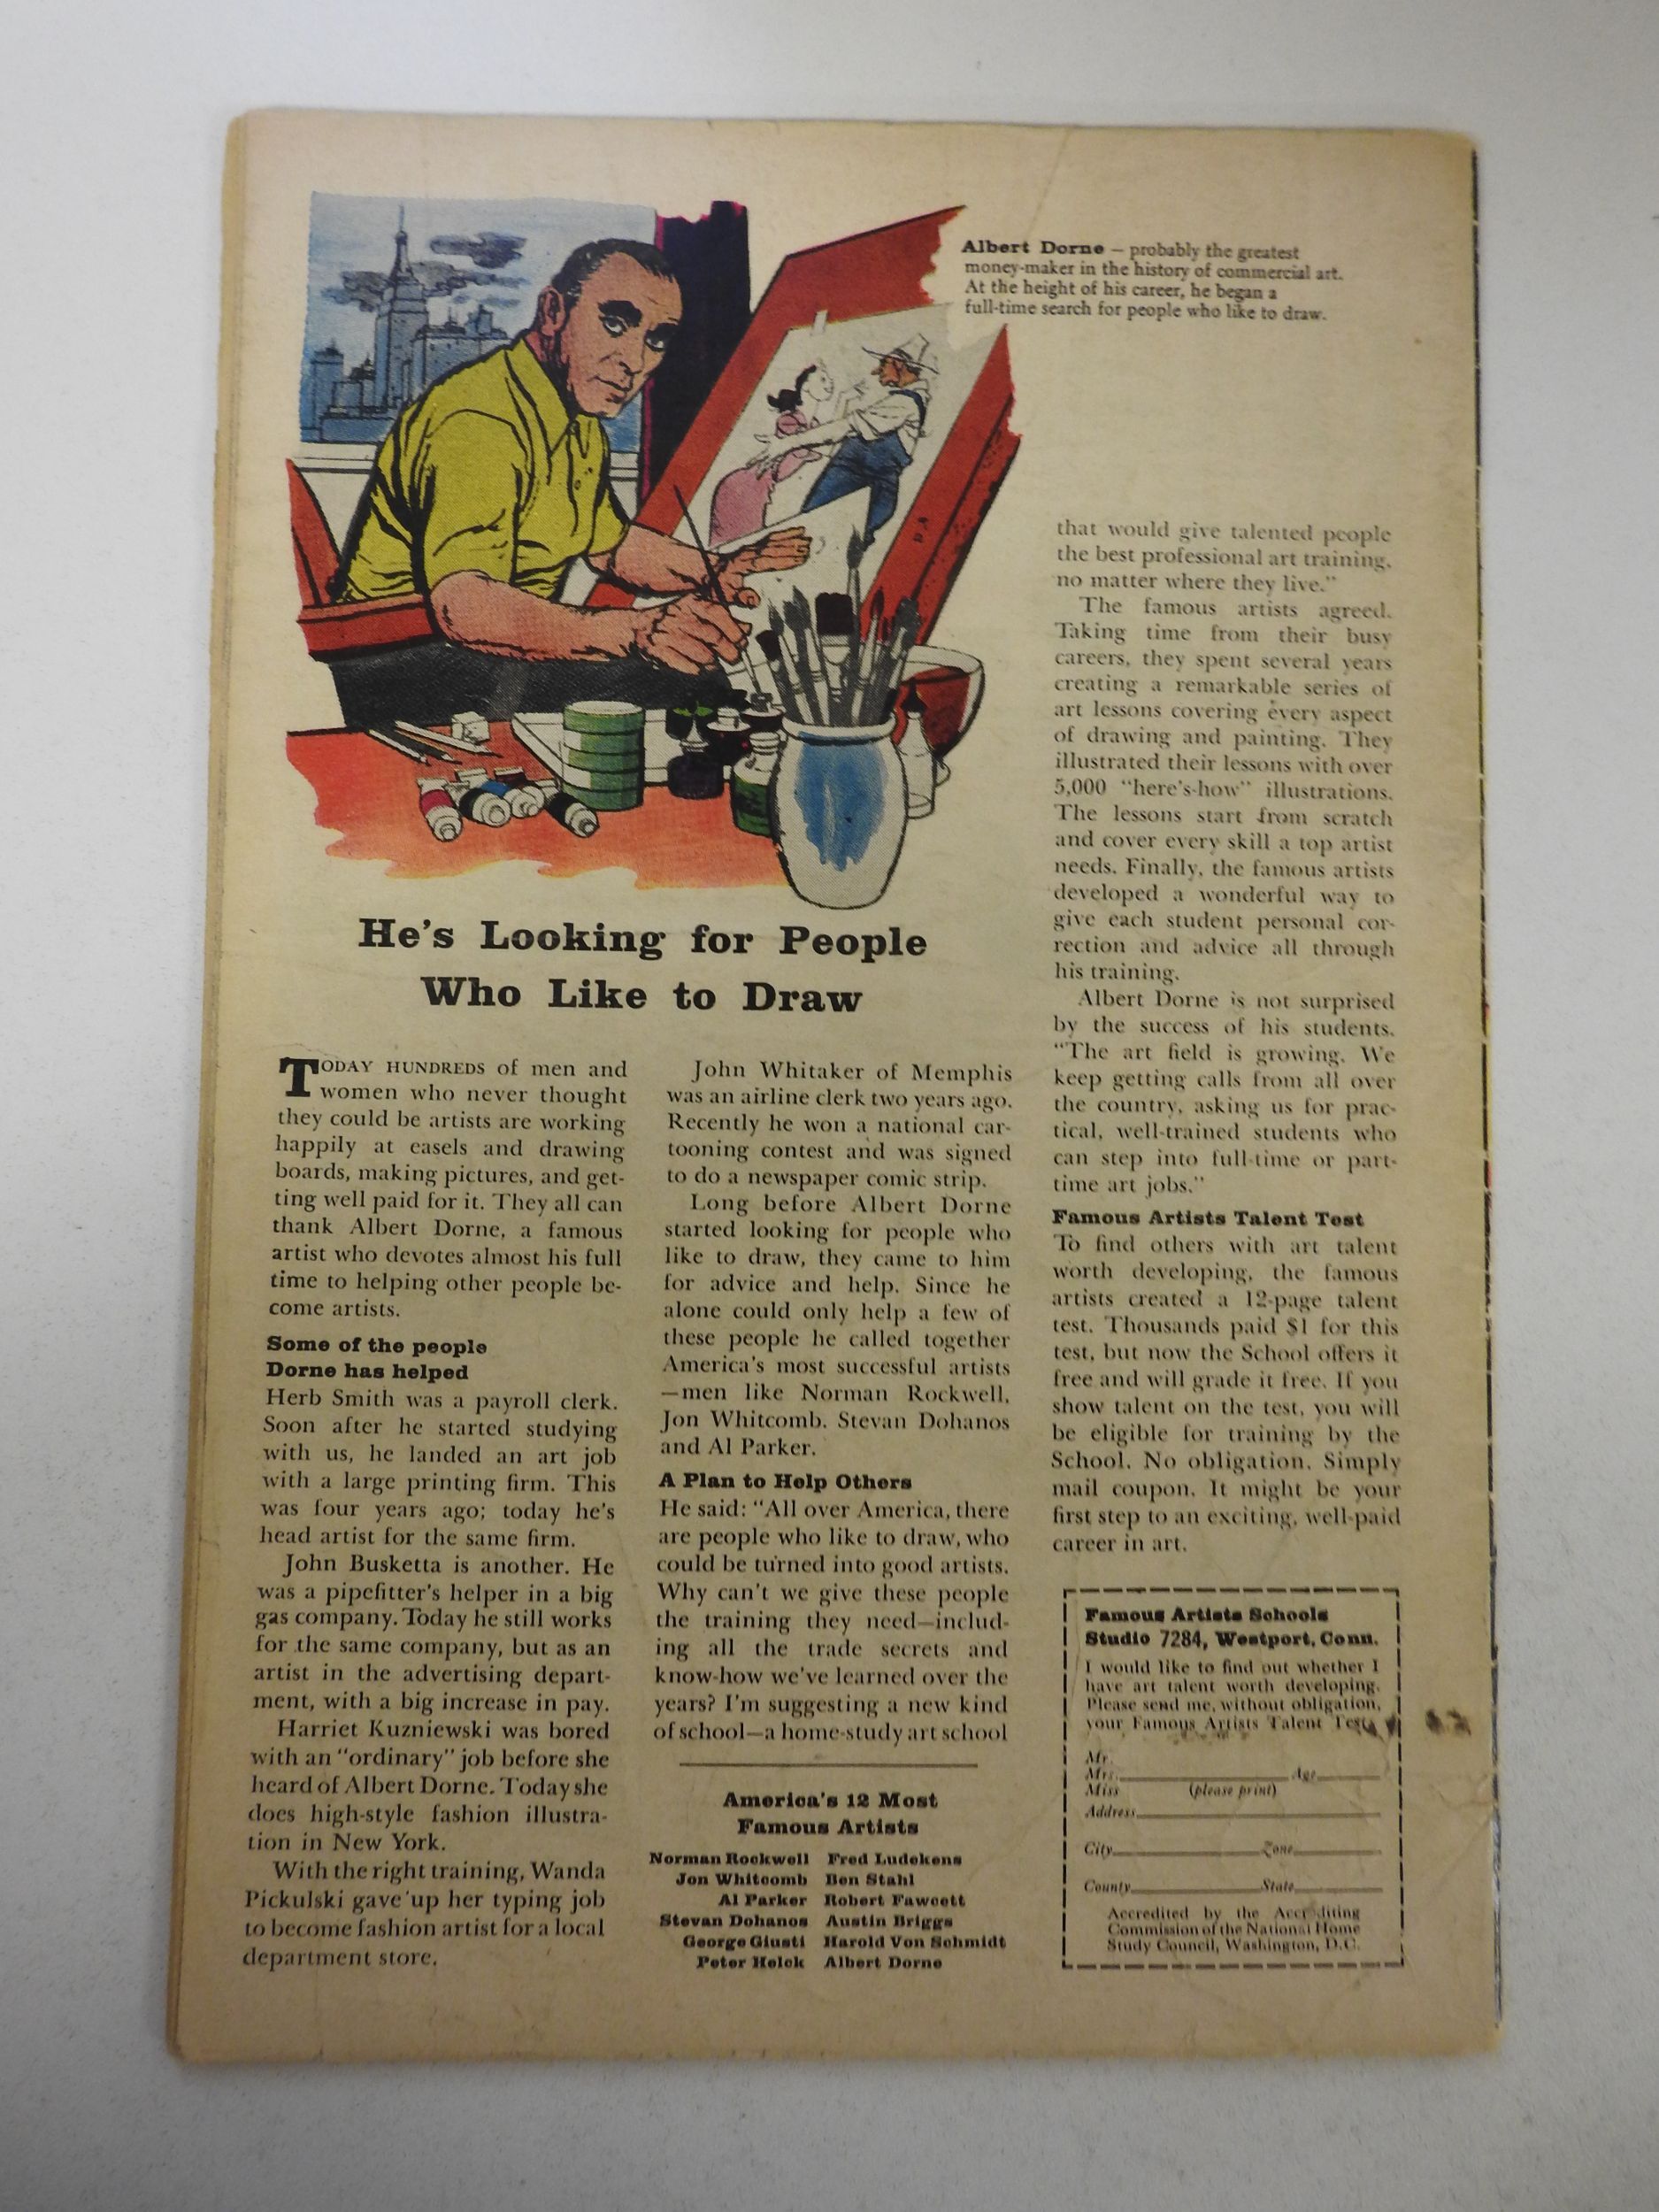 Albert Dorne – probably the greatest
money-maker in the history of commercial art.
At the height of his career, he began a
full-time search for people who like to draw.
He's Looking for People
Who Like to Draw
TODAY HUNDREDS of men and
women who never thought
they could be artists are working
happily at easels and drawing
boards, making pictures, and get-
ting well paid for it. They all can
thank Albert Dorne, a famous
artist who devotes almost his full
time to helping other people be-
come artists.
Some of the people
Dorne has helped
Herb Smith was a payroll clerk.
Soon after he started studying
with us, he landed an art job
with a large printing firm. This
was four years ago; today he's
head artist for the same firm.
John Busketta is another. He
was a pipefitter's helper in a big
gas company. Today he still works
for the same company, but as an
artist in the advertising depart-
ment, with a big increase in pay.
Harriet Kuzniewski was bored
with an "ordinary" job before she
heard of Albert Dorne. Today she
does high-style fashion illustra-
tion in New York.
With the right training, Wanda
Pickulski gave up her typing job
to become fashion artist for a local
department store.
John Whitaker of Memphis
was an airline clerk two years ago.
Recently he won a national car-
tooning contest and was signed
to do a newspaper comic strip.
Long before Albert Dorne
started looking for people who
like to draw, they came to him
for advice and help. Since he
alone could only help a few of
these people he called together
America's most successful artists
—men like Norman Rockwell,
Jon Whitcomb, Stevan Dohanos
and Al Parker.
A Plan to Help Others
He said: "All over America, there
are people who like to draw, who
could be turned into good artists.
Why can't we give these people
the training they need—includ-
ing all the trade secrets and
know-how we've learned over the
years? I'm suggesting a new kind
of school—a home-study art school
America's 12 Most
Famous Artists
Norman Rockwell Fred Ludekens
Jon Whitcomb Ben Stahl
Al Parker Robert Fawcett
Stevan Dohanos Austin Briggs
George Giusti Harold Von Schmidt
Peter Helck Albert Dorne
that would give talented people
the best professional art training,
no matter where they live."
The famous artists agreed.
Taking time from their busy
careers, they spent several years
creating a remarkable series of
art lessons covering every aspect
of drawing and painting. They
illustrated their lessons with over
5,000 "here's-how" illustrations.
The lessons start from scratch
and cover every skill a top artist
needs. Finally, the famous artists
developed a wonderful way to
give each student personal cor-
rection and advice all through
his training.
Albert Dorne is not surprised
by the success of his students.
"The art field is growing. We
keep getting calls from all over
the country, asking us for prac-
tical, well-trained students who
can step into full-time or part-
time art jobs."
Famous Artists Talent Test
To find others with art talent
worth developing, the famous
artists created a 12-page talent
test. Thousands paid $1 for this
test, but now the School offers it
free and will grade it free. If you
show talent on the test, you will
be eligible for training by the
School. No obligation. Simply
mail coupon. It might be your
first step to an exciting, well-paid
career in art.
Famous Artists Schools
Studio 7284, Westport, Conn.
I would like to find out whether I
have art talent worth developing.
Please send me, without obligation,
your Famous Artists Talent Test.
Mr.
Mrs. Age
Miss (please print)
Address
City Zone
County State
Accredited by the Accrediting
Commission of the National Home
Study Council, Washington, D.C.